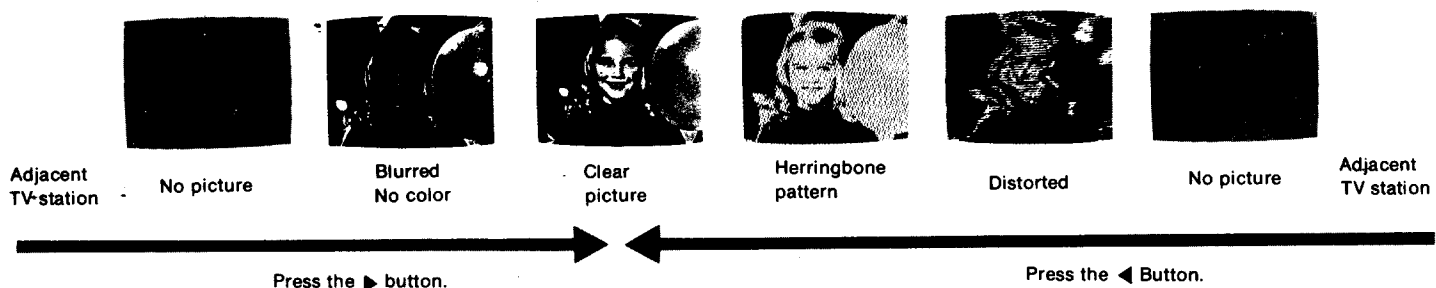 Adjacent
TV-station
No picture
Blurred
No color
Clear
picture
Herringbone
pattern
Distorted
No picture
Adjacent
TV station
Press the ▶ button.
Press the ◀ Button.